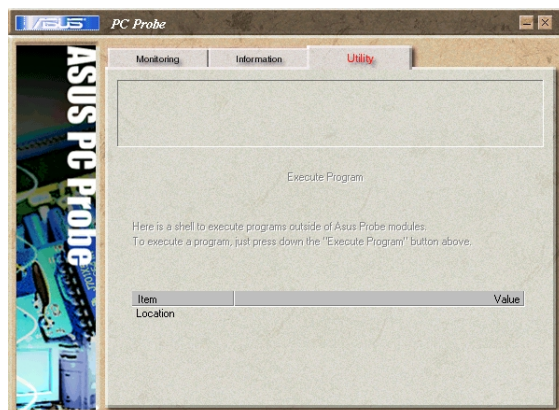 ASUS PC Probe
Monitoring Information Utility
ASUS PC Probe
Execute Program
Here is a shell to execute programs outside of Asus Probe modules.
To execute a program, just press down the "Execute Program" button above.
Item Value
Location